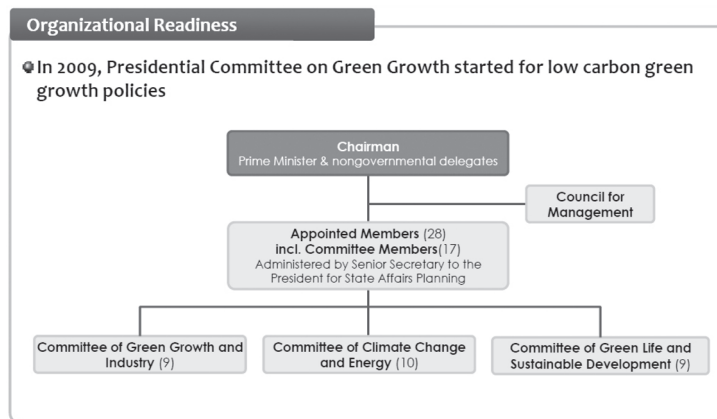 Organizational Readiness
In 2009, Presidential Committee on Green Growth started for low carbon green
growth policies
Chairman
Prime Minister & nongovernmental delegates
Council for
Management
Appointed Members (28)
incl. Committee Members(17)
Administered by Senior Secretary to the
President for State Affairs Planning
Committee of Green Growth and
Industry (9)
Committee of Climate Change
and Energy (10)
Committee of Green Life and
Sustainable Development (9)